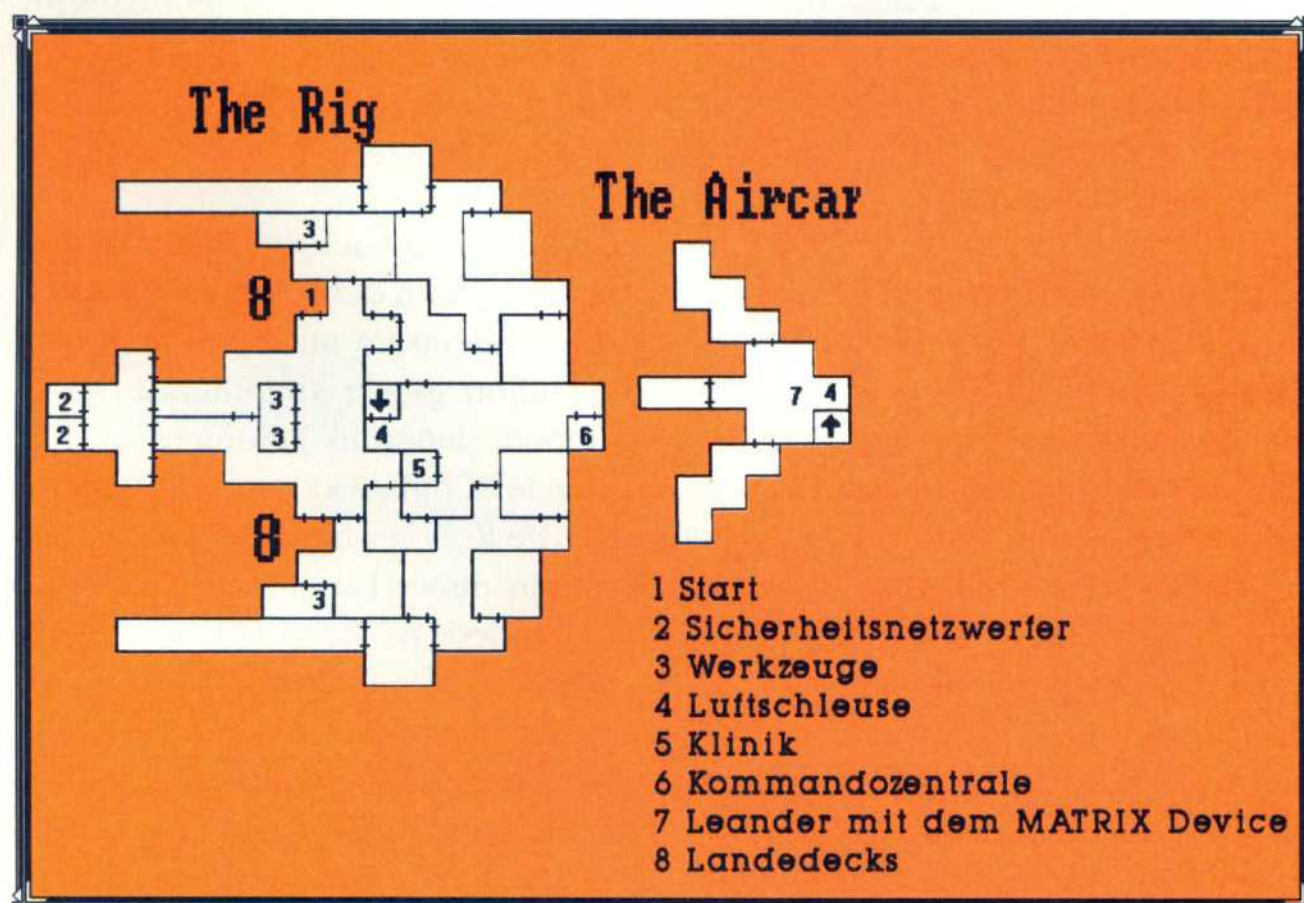 The Rig
The Aircar
3
8
1
2
3
7
4
2
3
4
6
5
8
3
1 Start
2 Sicherheitsnetzwerfer
3 Werkzeuge
4 Luftschleuse
5 Klinik
6 Kommandozentrale
7 Leander mit dem MATRIX Device
8 Landedecks